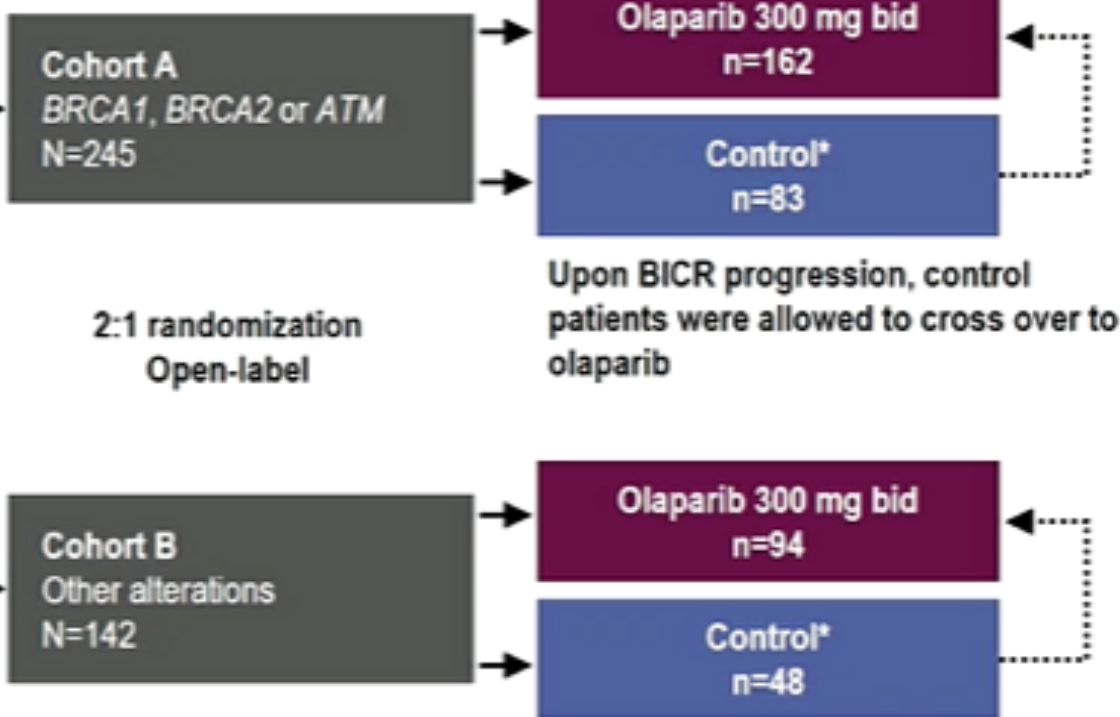 Cohort A
BRCA1, BRCA2 or ATM
N=245
Olaparib 300 mg bid
n=162
Control*
n=83
2:1 randomization
Open-label
Upon BICR progression, control
patients were allowed to cross over to
olaparib
Cohort B
Other alterations
N=142
Olaparib 300 mg bid
n=94
Control*
n=48